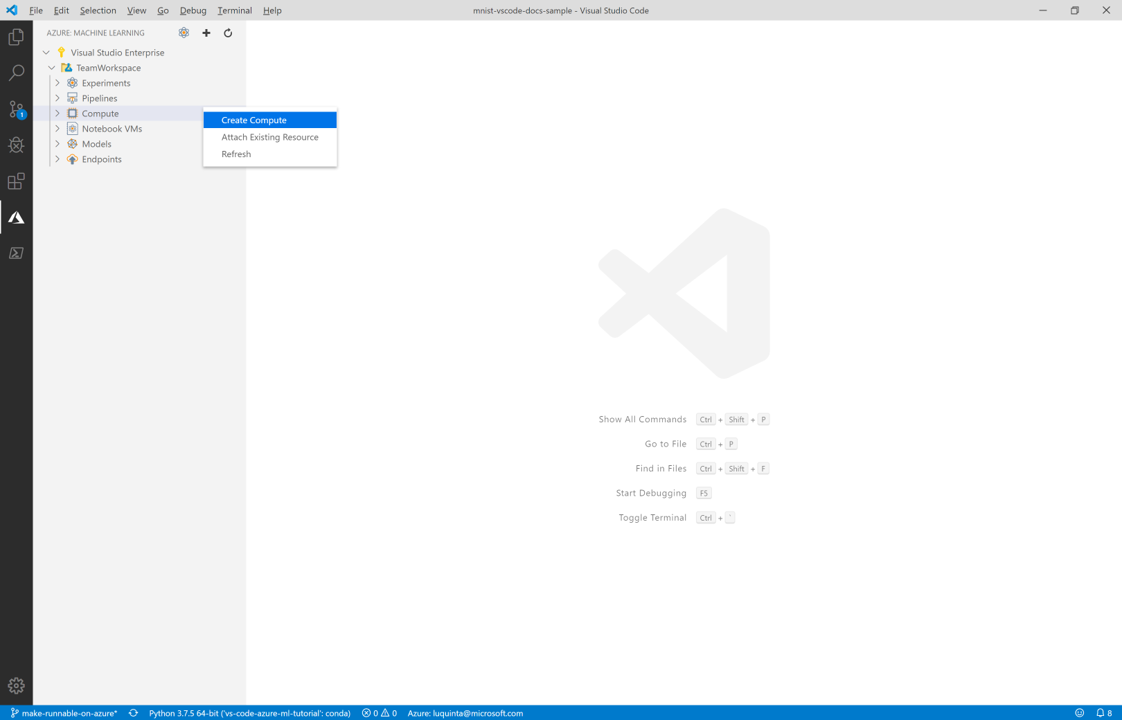 File Edit Selection View Go Debug Terminal Help mnist-vscode-docs-sample - Visual Studio Code
AZURE: MACHINE LEARNING
Visual Studio Enterprise
TeamWorkspace
Experiments
Pipelines
Compute
Notebook VMs
Models
Endpoints
1
Create Compute
Attach Existing Resource
Refresh
Show All Commands Ctrl + Shift + P
Go to File Ctrl + P
Find in Files Ctrl + Shift + F
Start Debugging F5
Toggle Terminal Ctrl + `
make-runnable-on-azure* Python 3.7.5 64-bit ('vs-code-azure-ml-tutorial': conda) 0 0 Azure: luquinta@microsoft.com 8